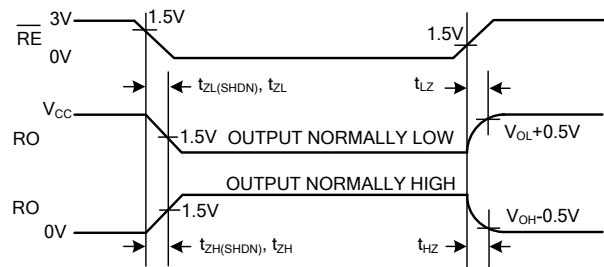 3V
1.5V
RE
0V
1.5V
tZL(SHDN), tZL
tLZ
VCC
RO
1.5V
OUTPUT NORMALLY LOW
VOL+0.5V
OUTPUT NORMALLY HIGH
RO
1.5V
0V
VOH-0.5V
tZH(SHDN), tZH
tHZ